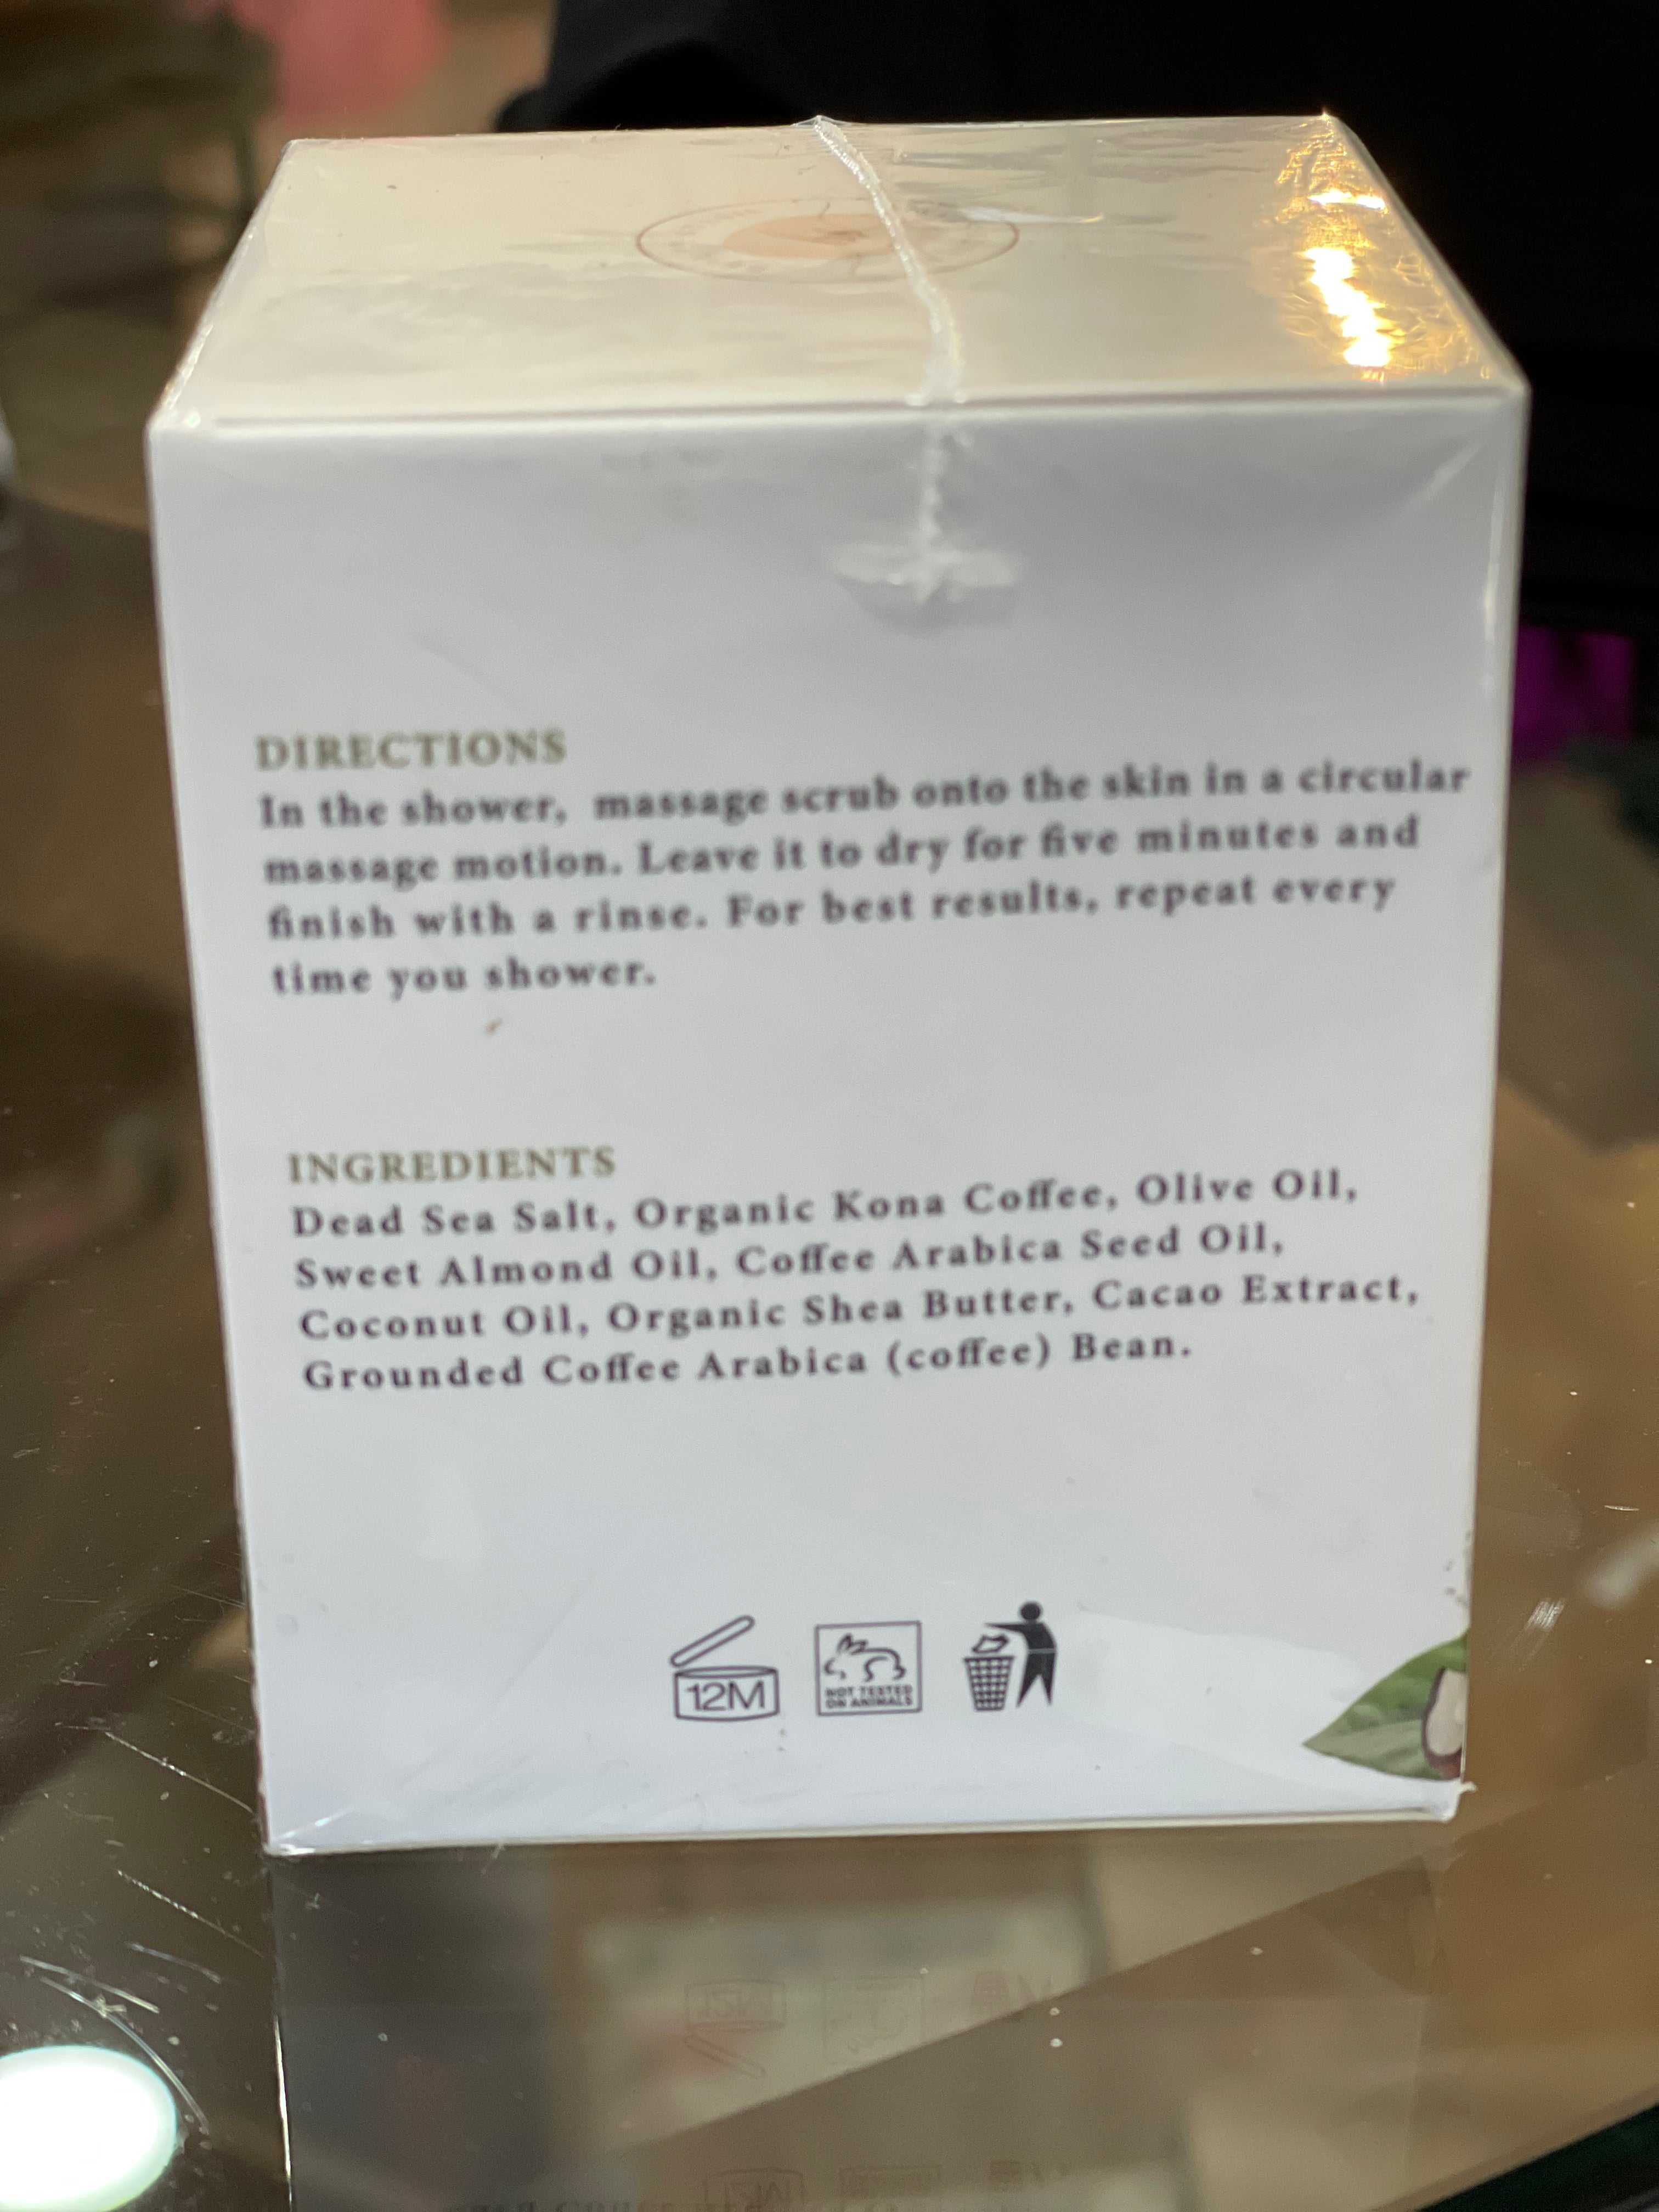 DIRECTIONS
In the shower, massage scrub onto the skin in a circular
massage motion. Leave it to dry for five minutes and
finish with a rinse. For best results, repeat every
time you shower.
INGREDIENTS
Dead Sea Salt, Organic Kona Coffee, Olive Oil,
Sweet Almond Oil, Coffee Arabica Seed Oil,
Coconut Oil, Organic Shea Butter, Cacao Extract,
Grounded Coffee Arabica (coffee) Bean.
12M
NOT TESTED
ON ANIMALS